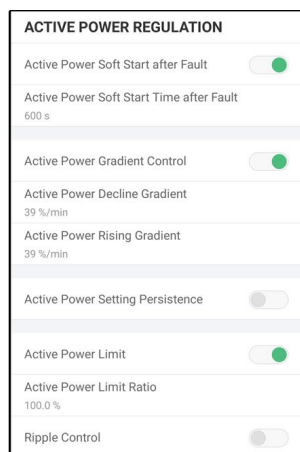 ACTIVE POWER REGULATION
Active Power Soft Start after Fault
Active Power Soft Start Time after Fault
600 s
Active Power Gradient Control
Active Power Decline Gradient
39 %/min
Active Power Rising Gradient
39 %/min
Active Power Setting Persistence
Active Power Limit
Active Power Limit Ratio
100.0 %
Ripple Control